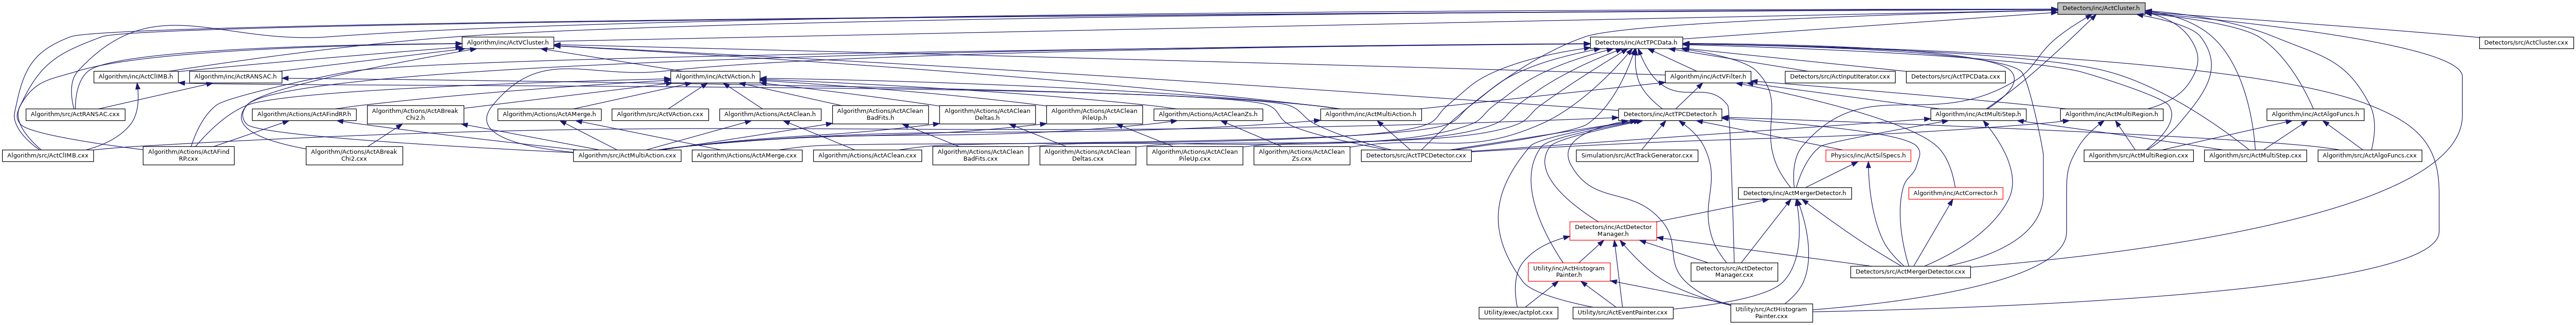 Detectors/inc/ActCluster.h
Algorithm/inc/ActVCluster.h
Detectors/inc/ActTPCData.h
Detectors/src/ActCluster.cxx
Algorithm/inc/ActClIMB.h
Algorithm/inc/ActRANSAC.h
Algorithm/inc/ActVAction.h
Algorithm/inc/ActVFilter.h
Detectors/src/ActInputIterator.cxx
Detectors/src/ActTPCData.cxx
Algorithm/src/ActRANSAC.cxx
Algorithm/Actions/ActAFindRP.h
Algorithm/Actions/ActABreak
Chi2.h
Algorithm/Actions/ActAMerge.h
Algorithm/src/ActVAction.cxx
Algorithm/Actions/ActAClean.h
Algorithm/Actions/ActAClean
BadFits.h
Algorithm/Actions/ActAClean
Deltas.h
Algorithm/Actions/ActAClean
PileUp.h
Algorithm/Actions/ActACleanZs.h
Algorithm/inc/ActMultiAction.h
Detectors/inc/ActTPCDetector.h
Algorithm/inc/ActMultiStep.h
Algorithm/inc/ActMultiRegion.h
Algorithm/inc/ActAlgoFuncs.h
Algorithm/src/ActClIMB.cxx
Algorithm/Actions/ActAFind
RP.cxx
Algorithm/Actions/ActABreak
Chi2.cxx
Algorithm/src/ActMultiAction.cxx
Algorithm/Actions/ActAMerge.cxx
Algorithm/Actions/ActAClean.cxx
Algorithm/Actions/ActAClean
BadFits.cxx
Algorithm/Actions/ActAClean
Deltas.cxx
Algorithm/Actions/ActAClean
PileUp.cxx
Algorithm/Actions/ActAClean
Zs.cxx
Detectors/src/ActTPCDetector.cxx
Simulation/src/ActTrackGenerator.cxx
Physics/inc/ActSilSpecs.h
Algorithm/src/ActMultiRegion.cxx
Algorithm/src/ActMultiStep.cxx
Algorithm/src/ActAlgoFuncs.cxx
Detectors/inc/ActMergerDetector.h
Algorithm/inc/ActCorrector.h
Detectors/inc/ActDetector
Manager.h
Utility/inc/ActHistogram
Painter.h
Detectors/src/ActDetector
Manager.cxx
Detectors/src/ActMergerDetector.cxx
Utility/exec/actplot.cxx
Utility/src/ActEventPainter.cxx
Utility/src/ActHistogram
Painter.cxx